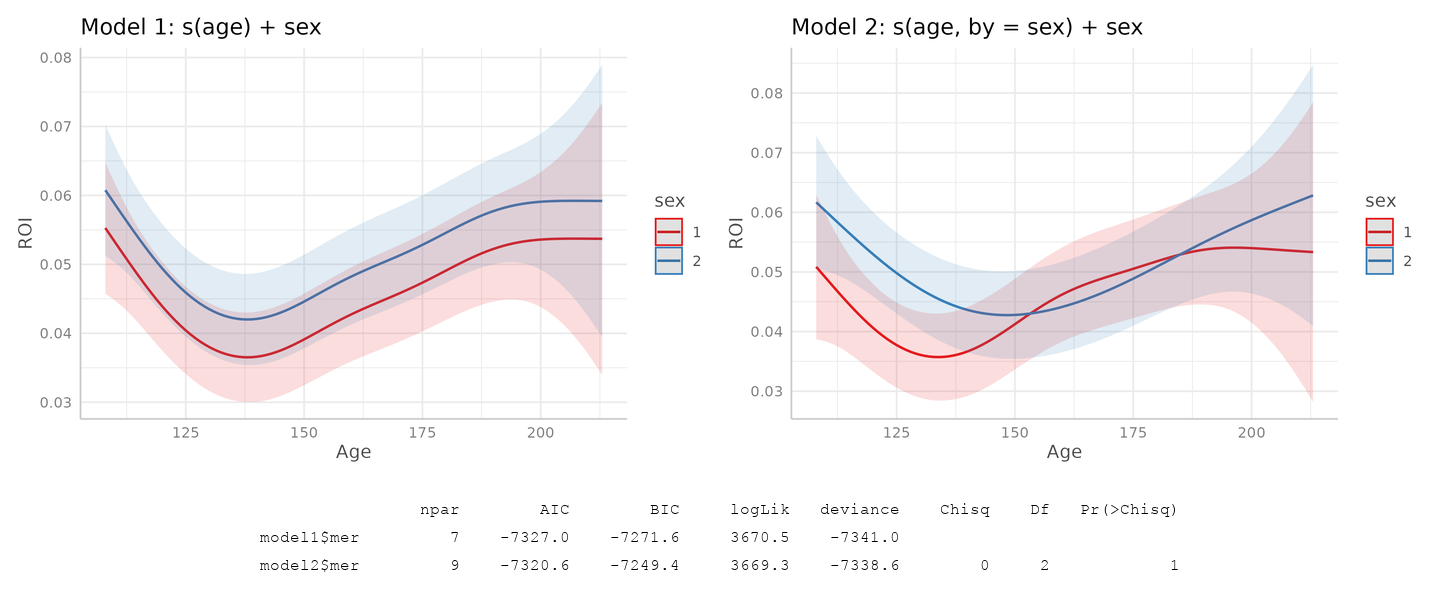 Model 1: s(age) + sex
0.08
0.07
0.06
0.05
0.04
0.03
ROI
125 150 175 200
Age
sex
1
2
Model 2: s(age, by = sex) + sex
0.08
0.07
0.06
0.05
0.04
0.03
ROI
125 150 175 200
Age
sex
1
2
npar AIC BIC logLik deviance Chisq Df Pr(>Chisq)
model1$mer 7 -7327.0 -7271.6 3670.5 -7341.0
model2$mer 9 -7320.6 -7249.4 3669.3 -7338.6 0 2 1